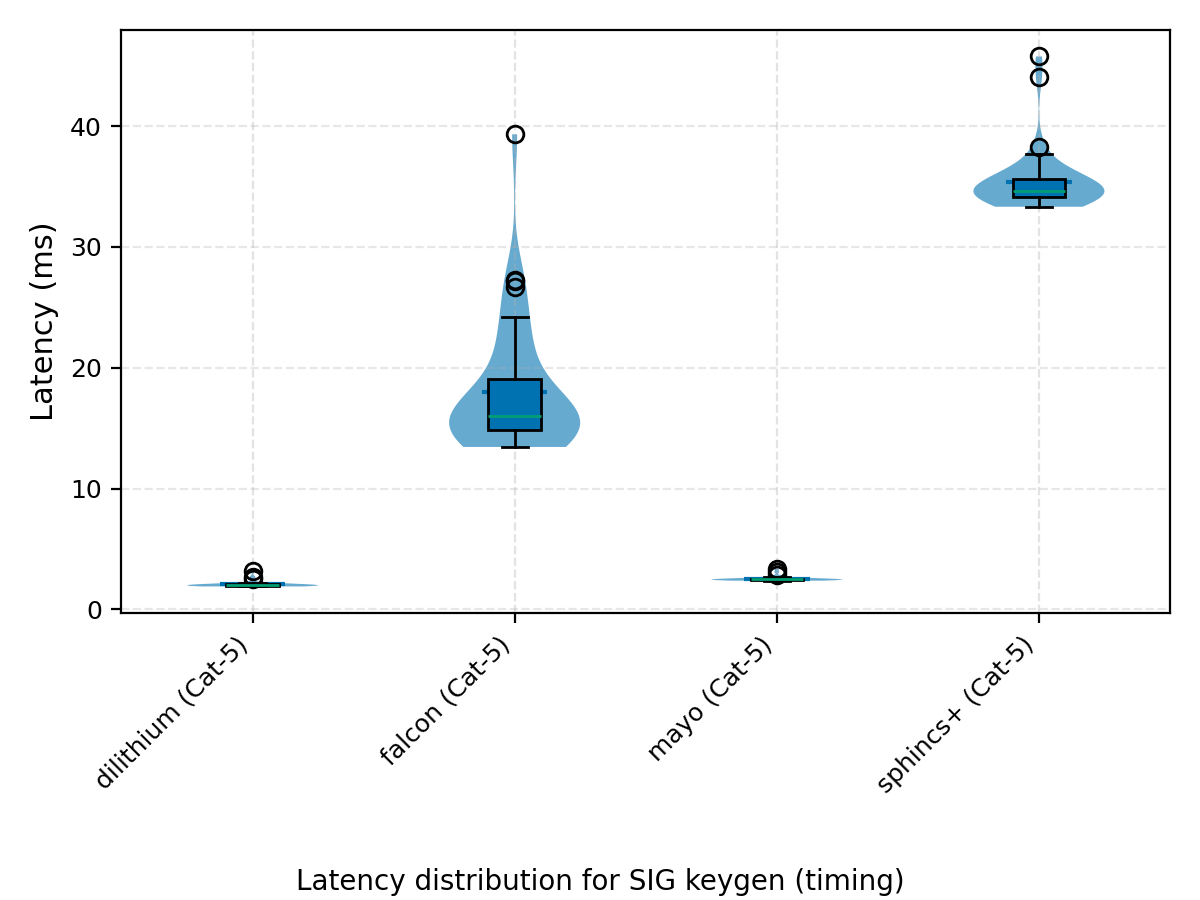 Latency (ms)
40
30
20
10
0
dilithium (Cat-5)
falcon (Cat-5)
mayo (Cat-5)
sphincs+ (Cat-5)
Latency distribution for SIG keygen (timing)